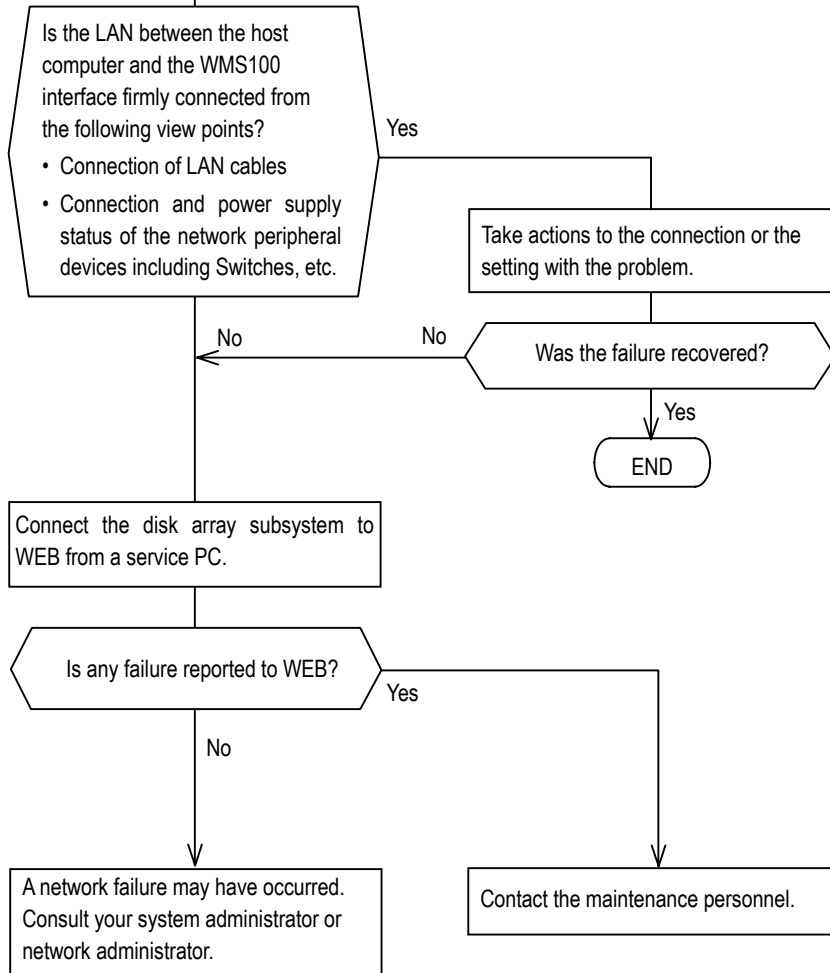 Is the LAN between the host
computer and the WMS100
interface firmly connected from
the following view points?
• Connection of LAN cables
• Connection and power supply
status of the network peripheral
devices including Switches, etc.
Yes
Take actions to the connection or the
setting with the problem.
No
No
Was the failure recovered?
Yes
END
Connect the disk array subsystem to
WEB from a service PC.
Is any failure reported to WEB?
Yes
No
A network failure may have occurred.
Consult your system administrator or
network administrator.
Contact the maintenance personnel.